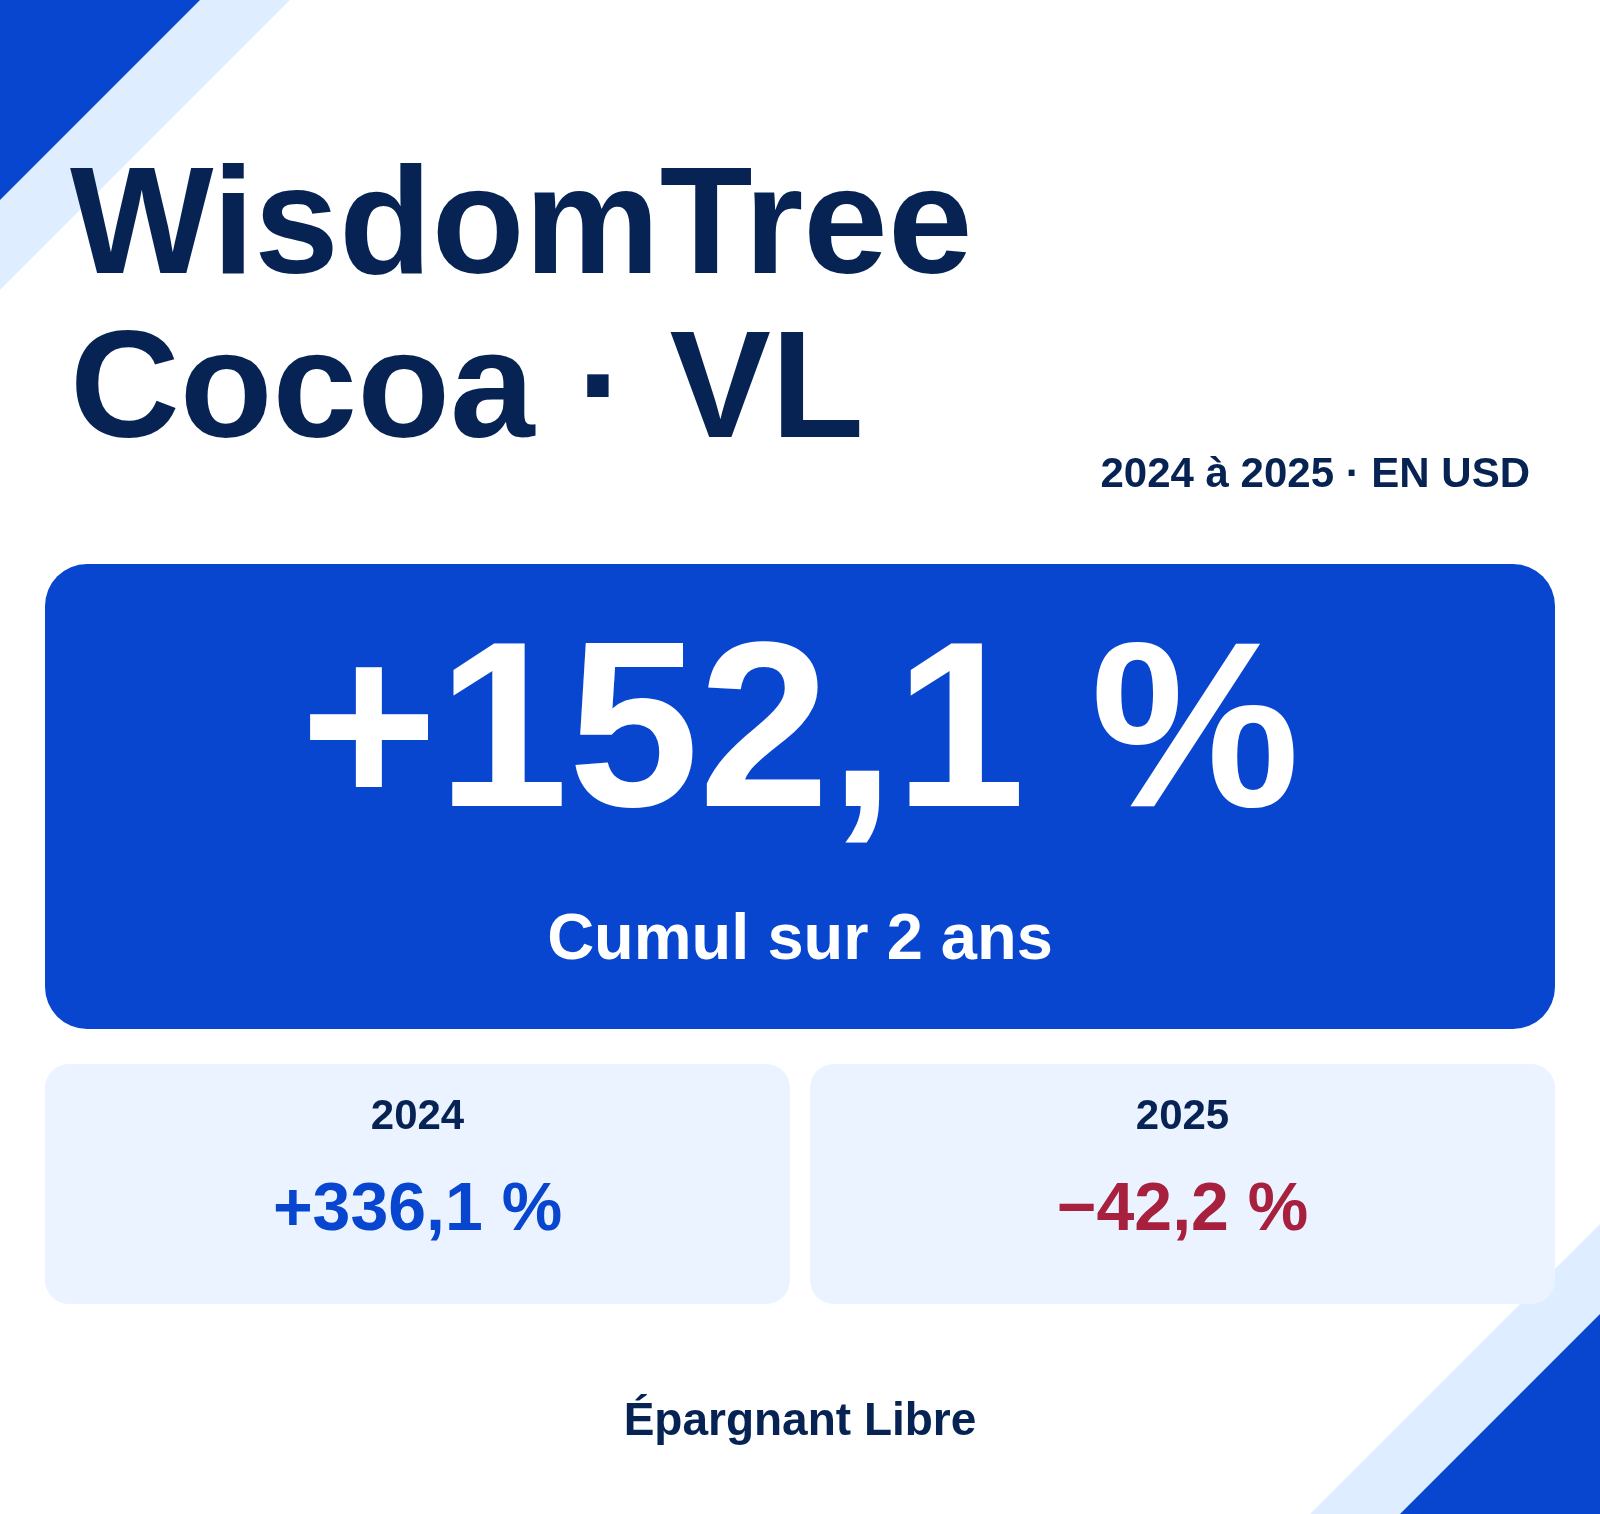 WisdomTree
Cocoa · VL
2024 à 2025 · EN USD
+152,1 %
Cumul sur 2 ans
2024
+336,1 %
2025
−42,2 %
Épargnant Libre